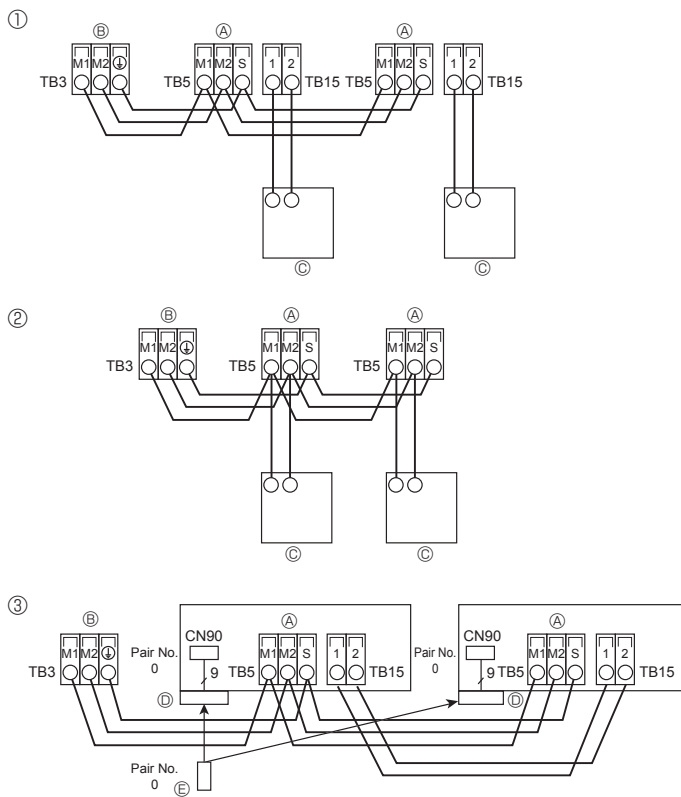 ①
Ⓑ Ⓐ Ⓐ
M1 M2 ⏚ M1 M2 S 1 2 M1 M2 S 1 2
TB3 TB5 TB15 TB5 TB15
Ⓒ Ⓒ
②
Ⓑ Ⓐ Ⓐ
M1 M2 ⏚ M1 M2 S M1 M2 S
TB3 TB5 TB5
Ⓒ Ⓒ
③
Ⓑ Ⓐ Ⓐ
CN90 CN90
M1 M2 ⏚ Pair No. M1 M2 S 1 2 Pair No. M1 M2 S 1 2
TB3 0 9 TB5 TB15 0 9 TB5 TB15
Ⓓ Ⓓ
Pair No.
0 Ⓔ